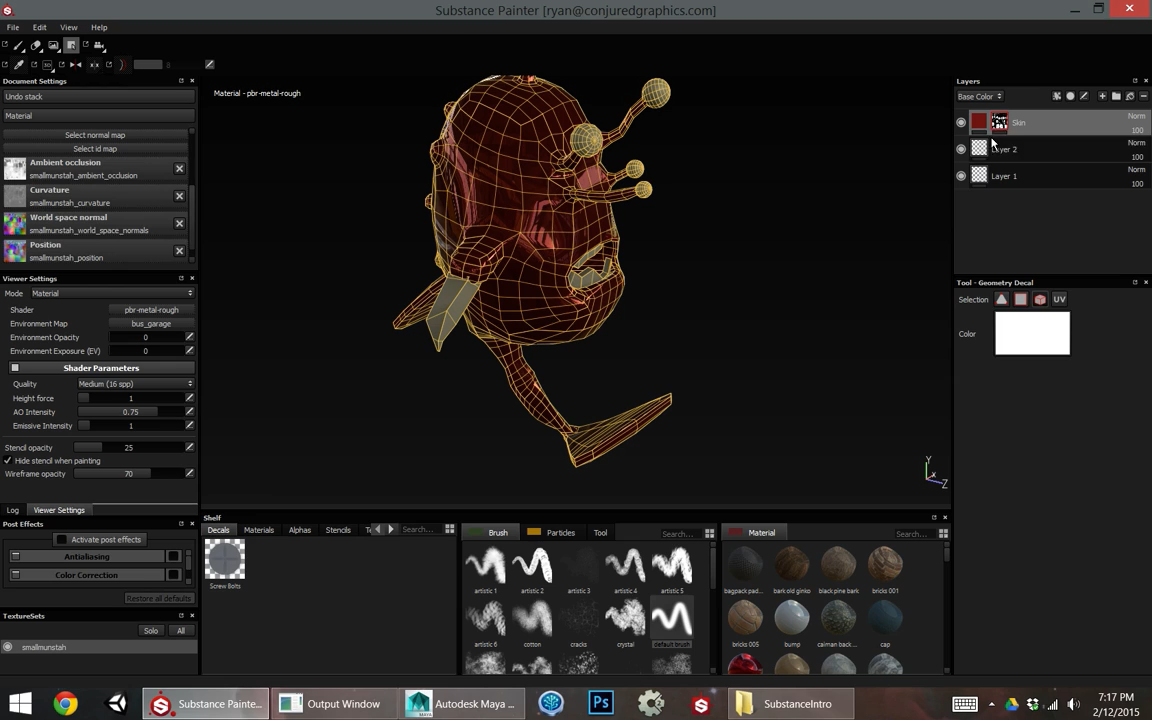 Substance Painter [ryan@conjuredgraphics.com]
File Edit View Help
Document Settings
Undo stack
Material
Select normal map
Select id map
Ambient occlusion
smallmunstah_ambient_occlusion
Curvature
smallmunstah_curvature
World space normal
smallmunstah_world_space_normals
Position
smallmunstah_position
Viewer Settings
Mode Material
Shader pbr-metal-rough
Environment Map bus_garage
Environment Opacity 0
Environment Exposure (EV) 0
Shader Parameters
Quality Medium (16 spp)
Height force 1
AO Intensity 0.75
Emissive Intensity 1
Stencil opacity 25
Hide stencil when painting
Wireframe opacity 70
Log Viewer Settings
Post Effects
Activate post effects
Antialiasing
Color Correction
Restore all defaults
TextureSets
Solo All
smallmunstah
Material - pbr-metal-rough
Y
X
Z
Shelf
Decals Materials Alphas Stencils Search...
Screw Bolts
Brush Particles Tool Search...
artistic 1 artistic 2 artistic 3 artistic 4 artistic 5
artistic 6 cotton cracks crystal default brush
Material Search...
bagpack pad... bark old ginko black pine bark bricks 001
bricks 005 bump caiman back ... cap
Layers
Base Color
Skin Norm
100
Layer 2 Norm
100
Layer 1 Norm
100
Tool - Geometry Decal
Selection UV
Color
Substance Painte... Output Window Autodesk Maya ... Ps SubstanceIntro
7:17 PM
2/12/2015